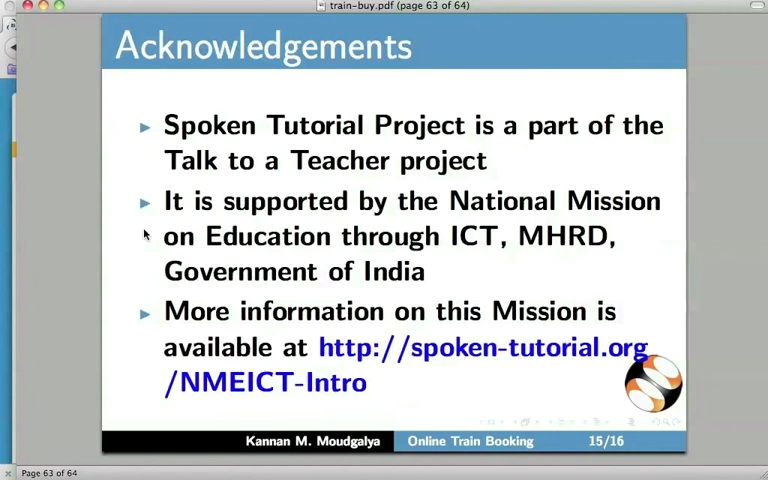 train-buy.pdf (page 63 of 64)
Acknowledgements
Spoken Tutorial Project is a part of the
Talk to a Teacher project
It is supported by the National Mission
on Education through ICT, MHRD,
Government of India
More information on this Mission is
available at http://spoken-tutorial.org
/NMEICT-Intro
Kannan M. Moudgalya Online Train Booking 15/16
Page 63 of 64